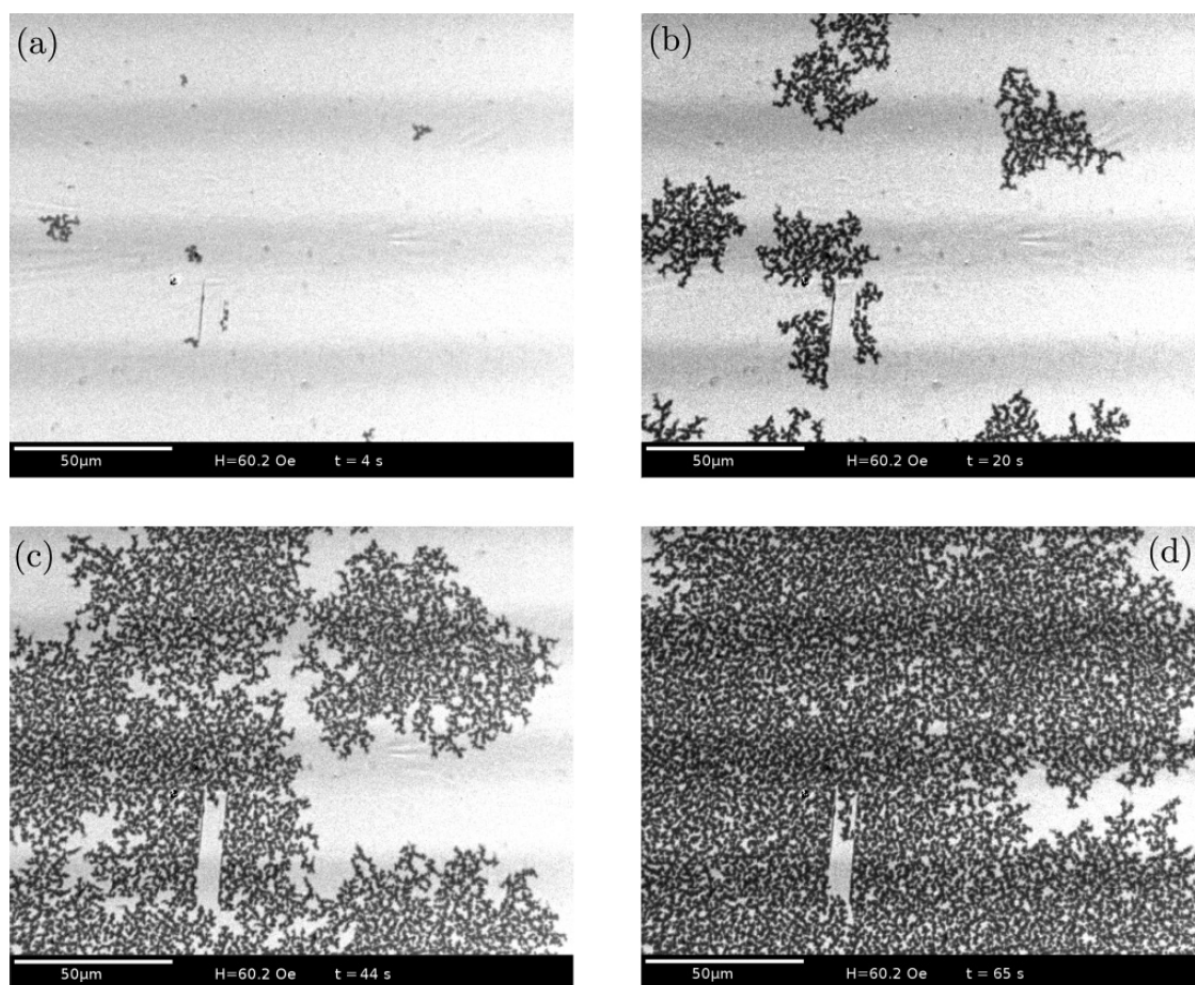 (a)
50μm H=60.2 Oe t = 4 s
(b)
50μm H=60.2 Oe t = 20 s
(c)
50μm H=60.2 Oe t = 44 s
(d)
50μm H=60.2 Oe t = 65 s